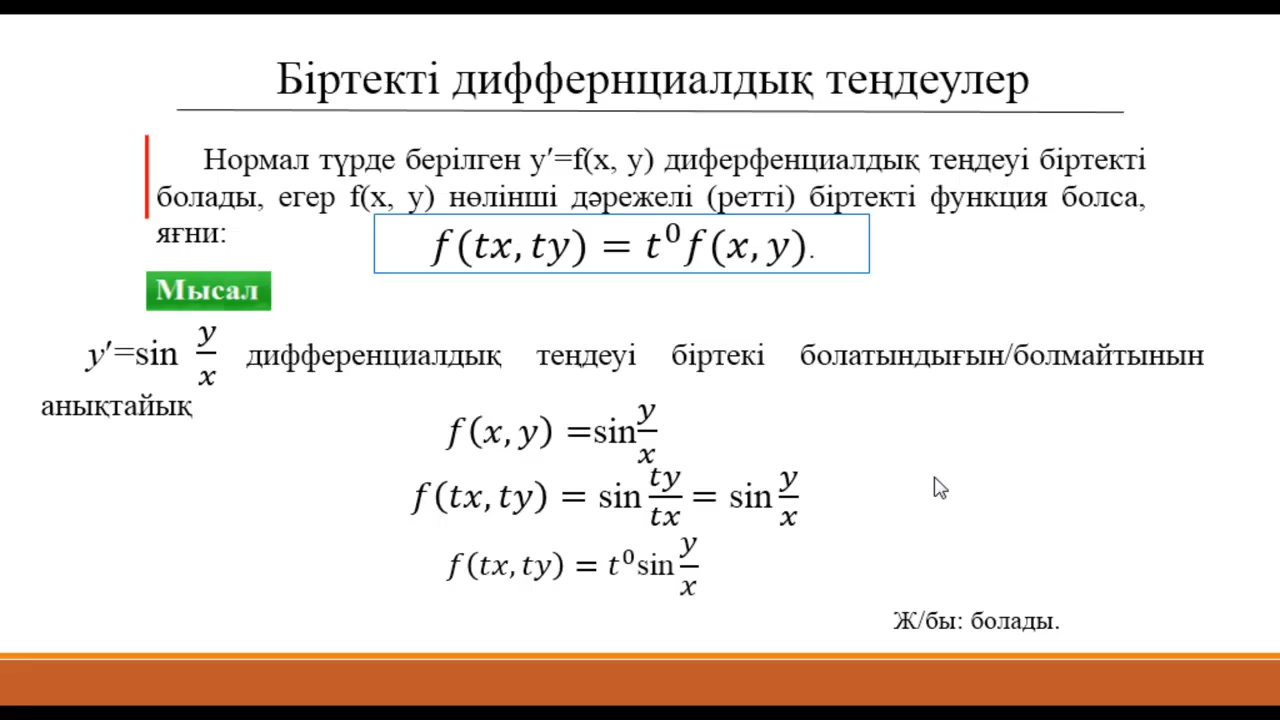 Біртекті диффернциалдық теңдеулер
Нормал түрде берілген y′=f(x, y) диферфенциалдық теңдеуі біртекті
болады, егер f(x, y) нөлінші дәрежелі (ретті) біртекті функция болса,
яғни:
f(tx, ty) = t⁰f(x, y).
Мысал
y′=sin y/x дифференциалдық теңдеуі біртекі болатындығын/болмайтынын
анықтайық
f(x, y) =sin y/x
f(tx, ty) = sin ty/tx = sin y/x
f(tx, ty) = t⁰sin y/x
Ж/бы: болады.